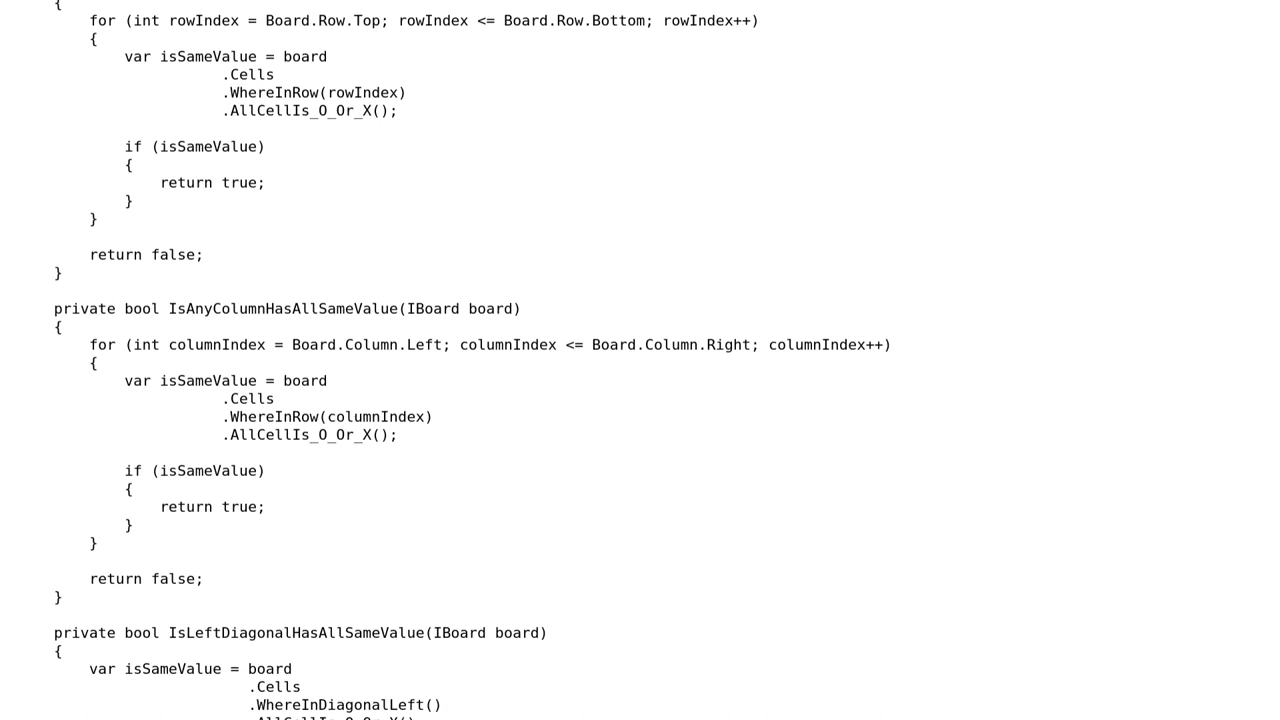 {
for (int rowIndex = Board.Row.Top; rowIndex <= Board.Row.Bottom; rowIndex++)
{
var isSameValue = board
.Cells
.WhereInRow(rowIndex)
.AllCellIs_O_Or_X();
if (isSameValue)
{
return true;
}
}
return false;
}
private bool IsAnyColumnHasAllSameValue(IBoard board)
{
for (int columnIndex = Board.Column.Left; columnIndex <= Board.Column.Right; columnIndex++)
{
var isSameValue = board
.Cells
.WhereInRow(columnIndex)
.AllCellIs_O_Or_X();
if (isSameValue)
{
return true;
}
}
return false;
}
private bool IsLeftDiagonalHasAllSameValue(IBoard board)
{
var isSameValue = board
.Cells
.WhereInDiagonalLeft()
.AllCellIs_O_Or_X()